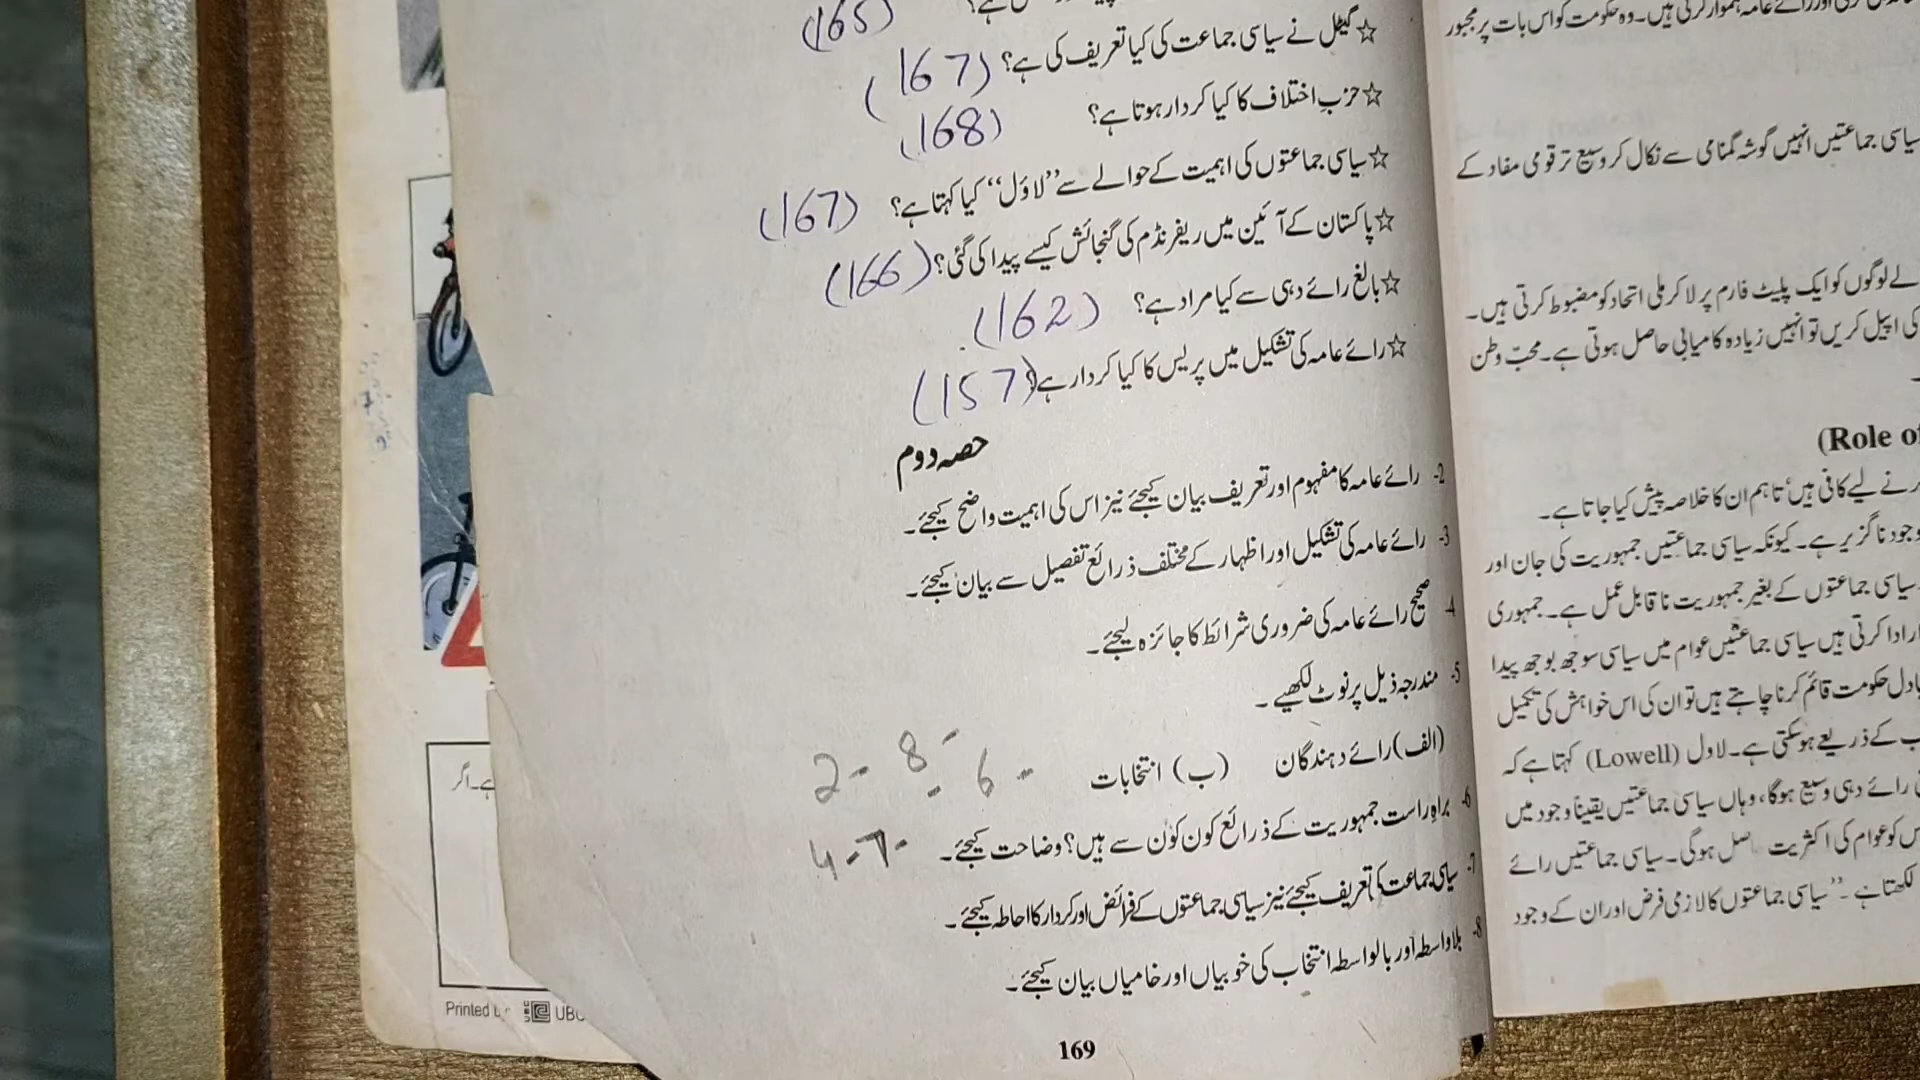 (165)
☆ گیٹل نے سیاسی جماعت کی کیا تعریف کی ہے؟ (167)
☆ حزبِ اختلاف کا کیا کردار ہوتا ہے؟ (168)
☆ سیاسی جماعتوں کی اہمیت کے حوالے سے ’’لاؤل‘‘ کیا کہتا ہے؟ (167)
☆ پاکستان کے آئین میں ریفرنڈم کی گنجائش کیسے پیدا کی گئی؟ (166)
☆ بالغ رائے دہی سے کیا مراد ہے؟ (162)
☆ رائے عامہ کی تشکیل میں پریس کا کیا کردار ہے؟ (157)
حصہ دوم
2- رائے عامہ کا مفہوم اور تعریف بیان کیجئے نیز اس کی اہمیت واضح کیجئے۔
3- رائے عامہ کی تشکیل اور اظہار کے مختلف ذرائع تفصیل سے بیان کیجئے۔
4- صحیح رائے عامہ کی ضروری شرائط کا جائزہ لیجئے۔
5- مندرجہ ذیل پر نوٹ لکھیے۔
(الف) رائے دہندگان (ب) انتخابات
2- 8- 6-
6- براہِ راست جمہوریت کے ذرائع کون کون سے ہیں؟ وضاحت کیجئے۔
4-7-
7- سیاسی جماعت کی تعریف کیجئے نیز سیاسی جماعتوں کے فرائض اور کردار کا احاطہ کیجئے۔
8- بلاواسطہ اور بالواسطہ انتخاب کی خوبیاں اور خامیاں بیان کیجئے۔
169
ہیں۔ وہ حکومت کو اس بات پر مجبور
سیاسی جماعتیں انہیں گوشہ گمنامی سے نکال کر وسیع تر قومی مفاد کے
لوگوں کو ایک پلیٹ فارم پر لا کر ملی اتحاد کو مضبوط کرتی ہیں۔
کی اپیل کریں تو انہیں زیادہ کامیابی حاصل ہوتی ہے۔ محبّ وطن
(Role of
کرنے کے لیے کافی ہیں، تاہم ان کا خلاصہ پیش کیا جاتا ہے۔
وجود ناگزیر ہے۔ کیونکہ سیاسی جماعتیں جمہوریت کی جان اور
سیاسی جماعتوں کے بغیر جمہوریت ناقابل عمل ہے۔ جمہوری
ادا کرتی ہیں سیاسی جماعتیں عوام میں سیاسی سوجھ بوجھ پیدا
حکومت قائم کرنا چاہتے ہیں تو ان کی اس خواہش کی تکمیل
کے ذریعے ہو سکتی ہے۔ لاول (Lowell) کہتا ہے کہ
رائے دہی وسیع ہوگا، وہاں سیاسی جماعتیں یقیناً وجود میں
کو عوام کی اکثریت حاصل ہوگی۔ سیاسی جماعتیں رائے
لکھتا ہے۔ ’’سیاسی جماعتوں کا لازمی فرض اور ان کے وجود
ہے۔ اگر
Printed